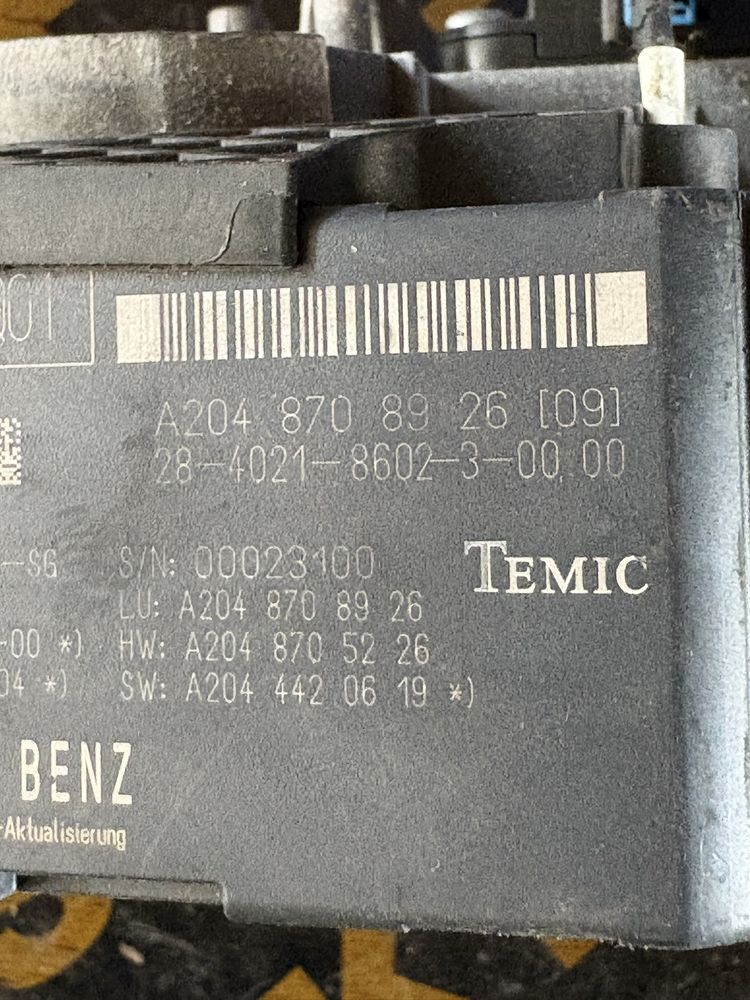 A204 870 89 26 [09]
28-4021-8602-3-00.00
-SG S/N: 00023100
TEMIC
LU: A204 870 89 26
-00 *) HW: A204 870 52 26
04 *) SW: A204 442 06 19 *)
BENZ
-Aktualisierung